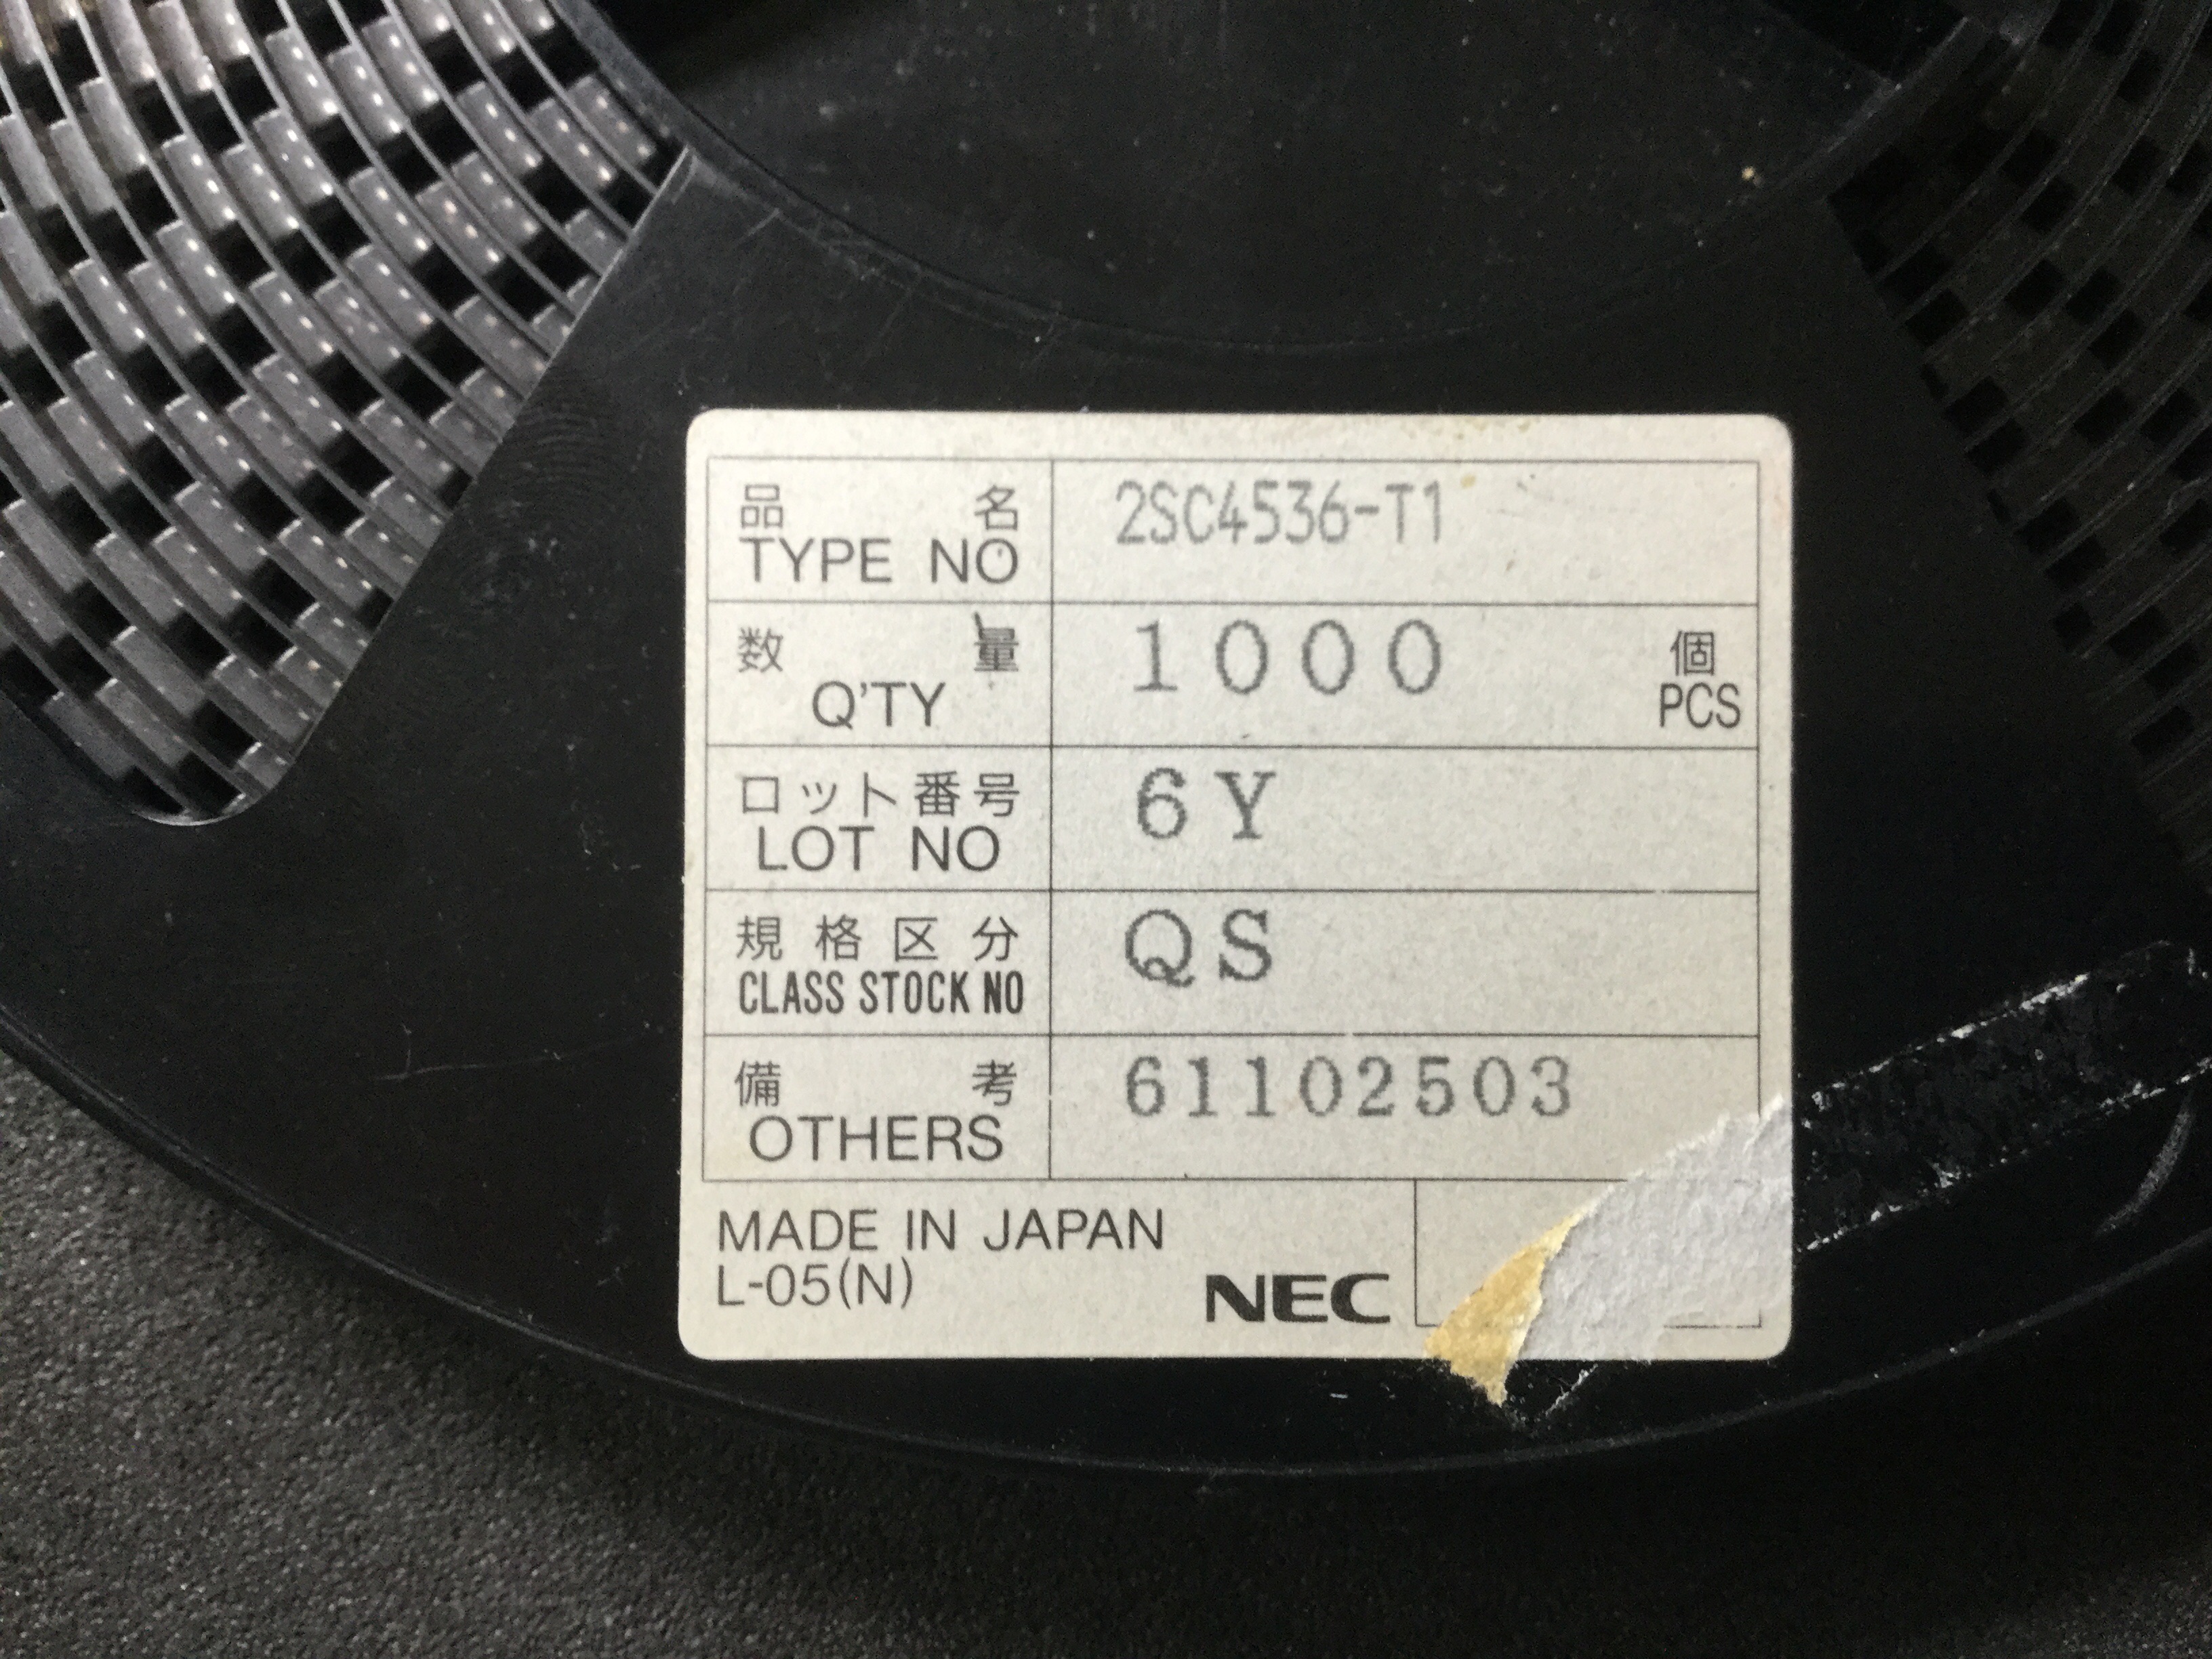 品名 2SC4536-T1
TYPE NO
数量 1000 個
Q'TY PCS
ロット番号 6Y
LOT NO
規格区分 QS
CLASS STOCK NO
備考 61102503
OTHERS
MADE IN JAPAN
L-05(N) NEC